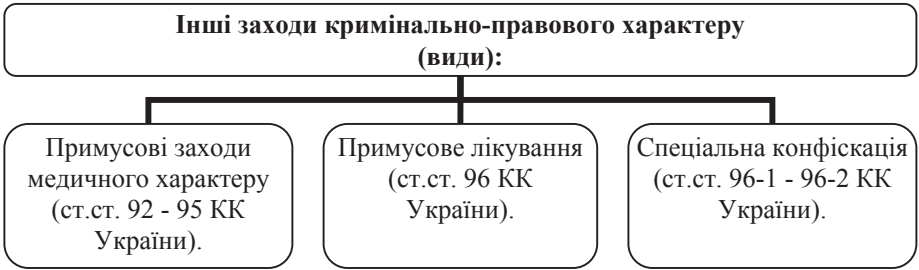 Інші заходи кримінально-правового характеру
(види):
Примусові заходи
медичного характеру
(ст.ст. 92 - 95 КК
України).
Примусове лікування
(ст.ст. 96 КК
України).
Спеціальна конфіскація
(ст.ст. 96-1 - 96-2 КК
України).